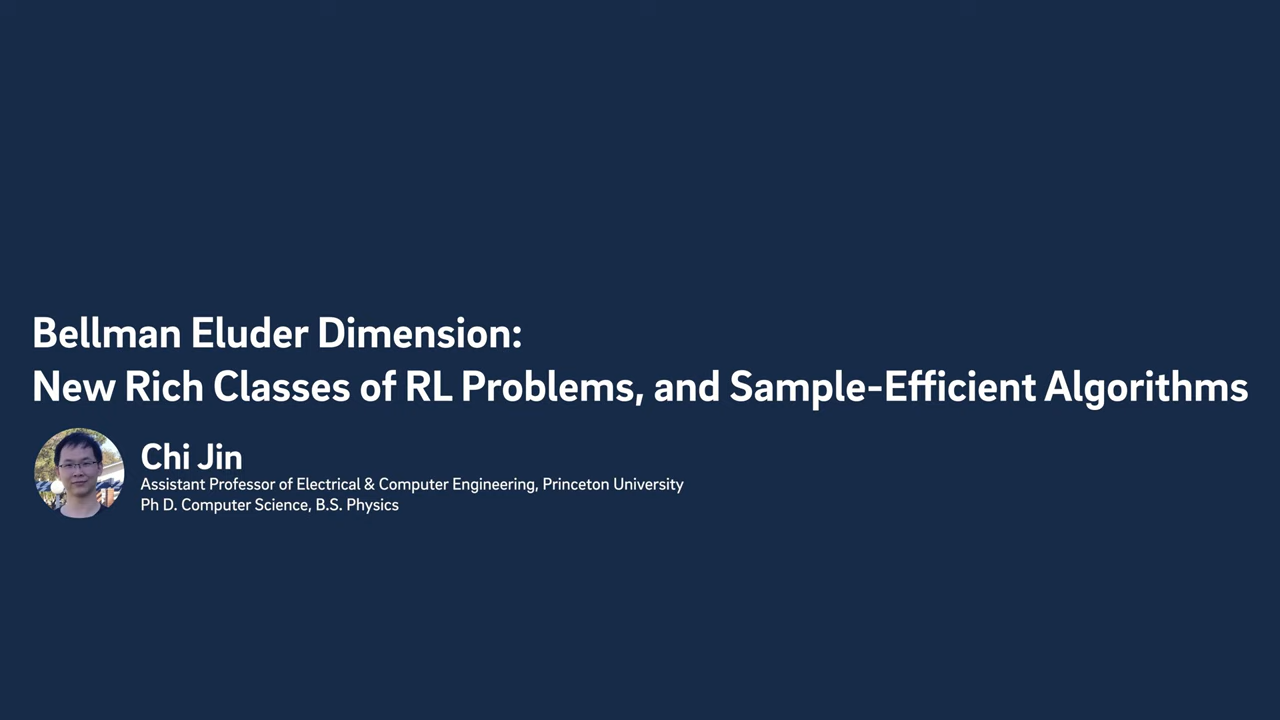 Bellman Eluder Dimension:
New Rich Classes of RL Problems, and Sample-Efficient Algorithms
Chi Jin
Assistant Professor of Electrical & Computer Engineering, Princeton University
Ph D. Computer Science, B.S. Physics